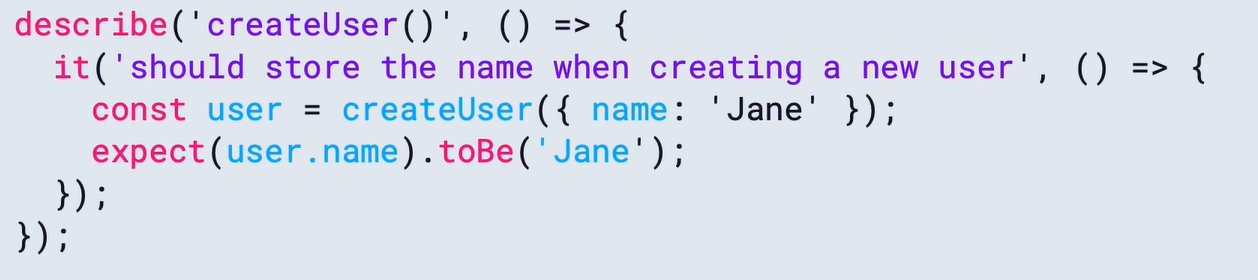 describe('createUser()', () => {
  it('should store the name when creating a new user', () => {
    const user = createUser({ name: 'Jane' });
    expect(user.name).toBe('Jane');
  });
});